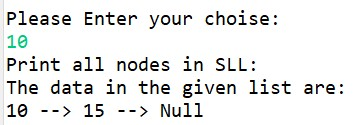 Please Enter your choise:
10
Print all nodes in SLL:
The data in the given list are:
10 --> 15 --> Null